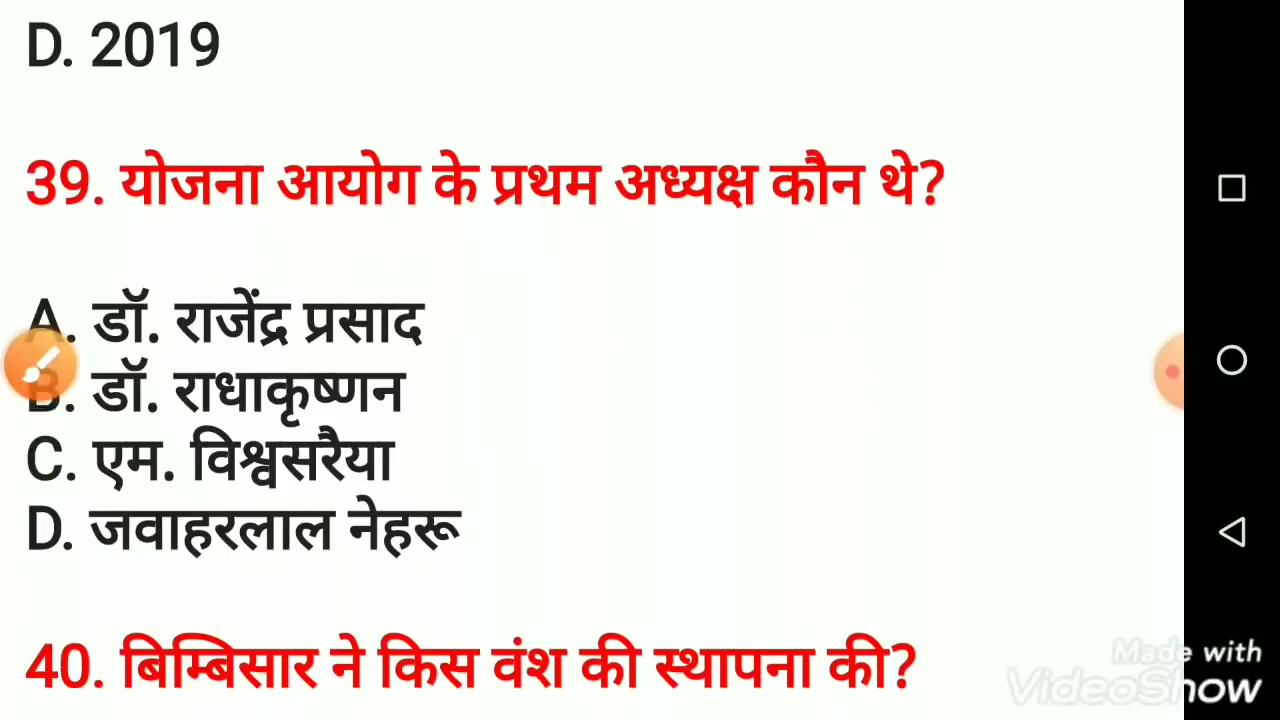 D. 2019
39. योजना आयोग के प्रथम अध्यक्ष कौन थे?
A. डॉ. राजेंद्र प्रसाद
B. डॉ. राधाकृष्णन
C. एम. विश्वसरैया
D. जवाहरलाल नेहरू
40. बिम्बिसार ने किस वंश की स्थापना की?
Made with
VideoShow